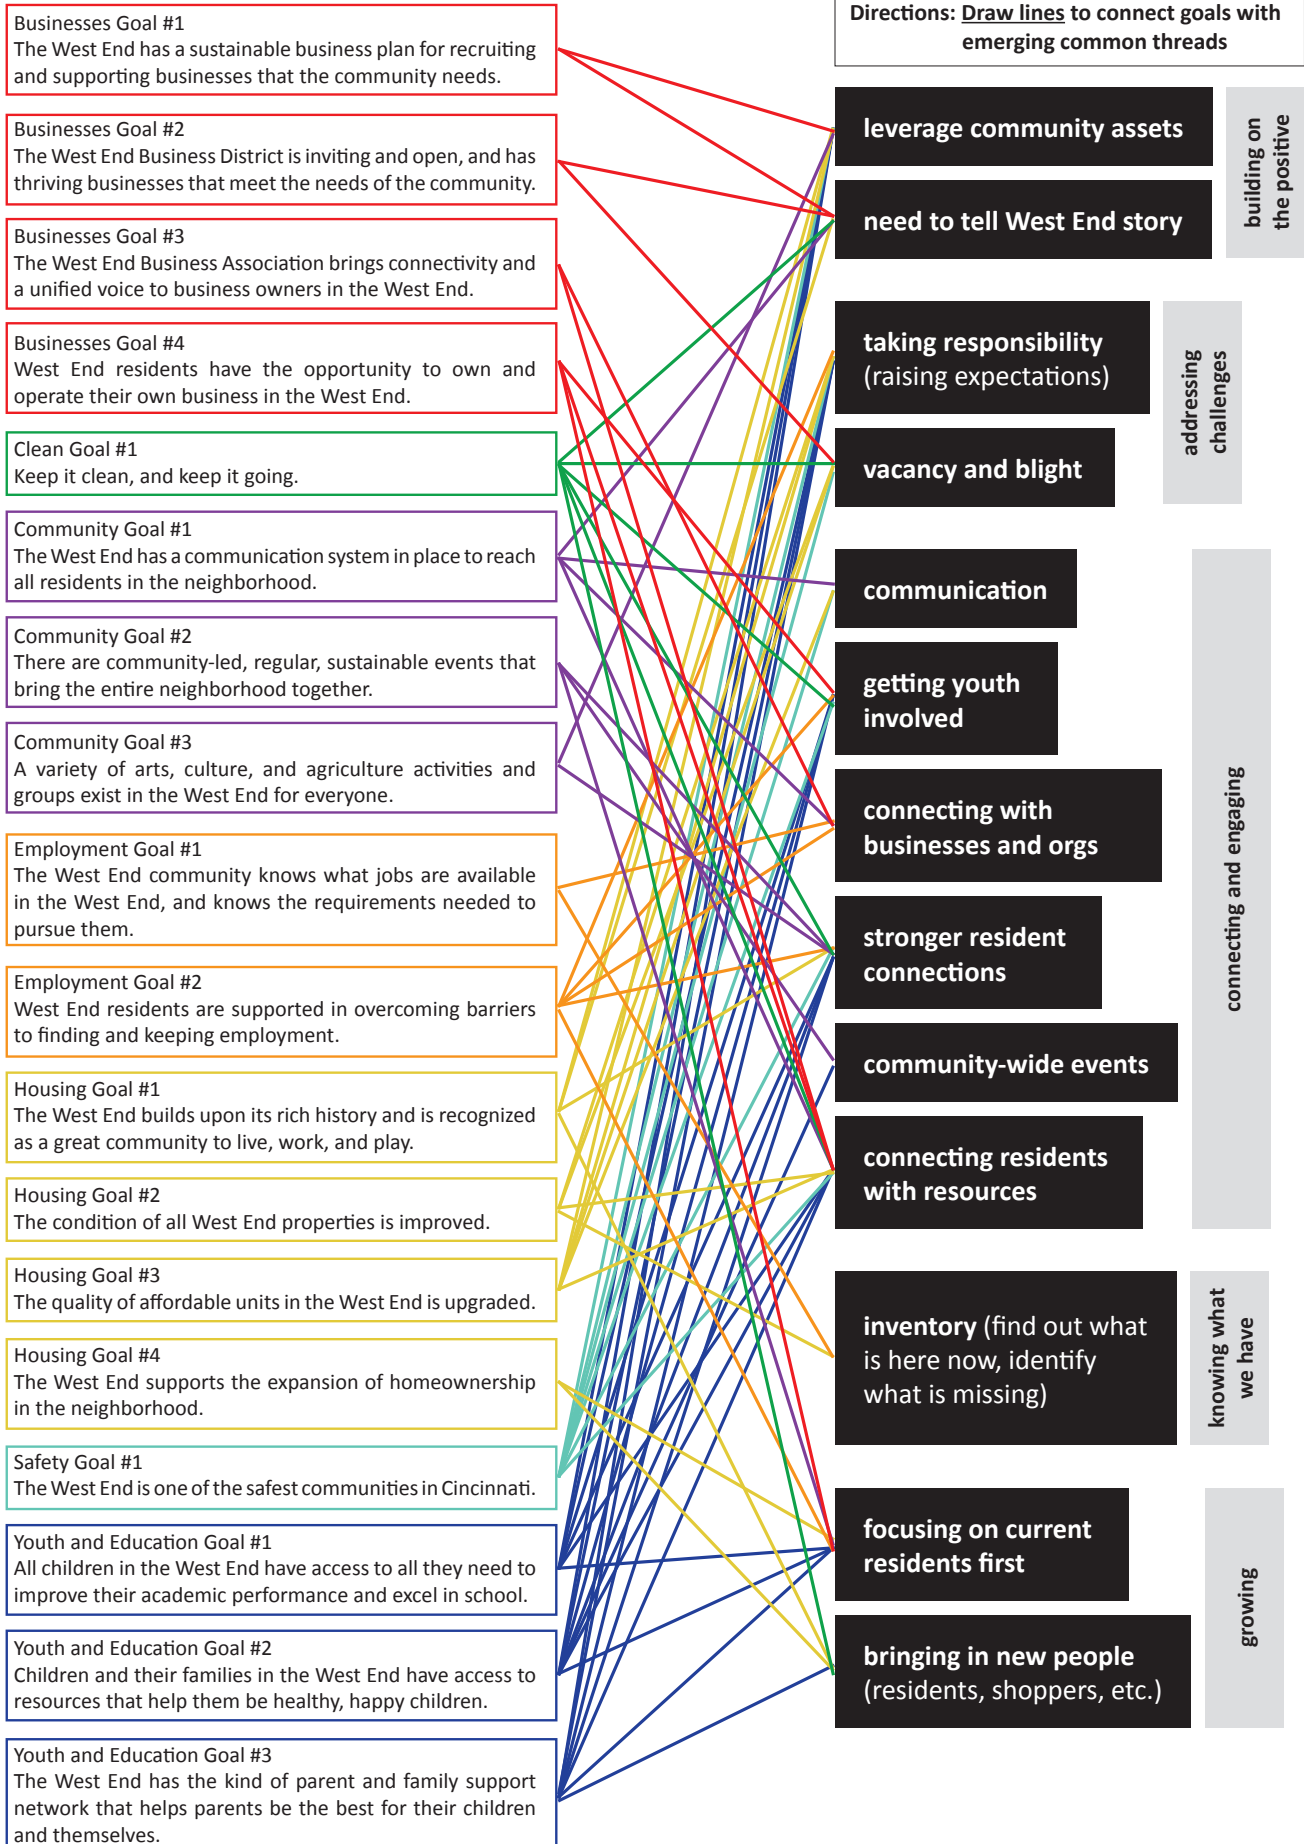 Businesses Goal #1
The West End has a sustainable business plan for recruiting
and supporting businesses that the community needs.
Businesses Goal #2
The West End Business District is inviting and open, and has
thriving businesses that meet the needs of the community.
Businesses Goal #3
The West End Business Association brings connectivity and
a unified voice to business owners in the West End.
Businesses Goal #4
West End residents have the opportunity to own and
operate their own business in the West End.
Clean Goal #1
Keep it clean, and keep it going.
Community Goal #1
The West End has a communication system in place to reach
all residents in the neighborhood.
Community Goal #2
There are community-led, regular, sustainable events that
bring the entire neighborhood together.
Community Goal #3
A variety of arts, culture, and agriculture activities and
groups exist in the West End for everyone.
Employment Goal #1
The West End community knows what jobs are available
in the West End, and knows the requirements needed to
pursue them.
Employment Goal #2
West End residents are supported in overcoming barriers
to finding and keeping employment.
Housing Goal #1
The West End builds upon its rich history and is recognized
as a great community to live, work, and play.
Housing Goal #2
The condition of all West End properties is improved.
Housing Goal #3
The quality of affordable units in the West End is upgraded.
Housing Goal #4
The West End supports the expansion of homeownership
in the neighborhood.
Safety Goal #1
The West End is one of the safest communities in Cincinnati.
Youth and Education Goal #1
All children in the West End have access to all they need to
improve their academic performance and excel in school.
Youth and Education Goal #2
Children and their families in the West End have access to
resources that help them be healthy, happy children.
Youth and Education Goal #3
The West End has the kind of parent and family support
network that helps parents be the best for their children
and themselves.
Directions: Draw lines to connect goals with
emerging common threads
leverage community assets
need to tell West End story
building on
the positive
taking responsibility
(raising expectations)
vacancy and blight
addressing
challenges
communication
getting youth
involved
connecting with
businesses and orgs
stronger resident
connections
community-wide events
connecting residents
with resources
connecting and engaging
inventory (find out what
is here now, identify
what is missing)
knowing what
we have
focusing on current
residents first
bringing in new people
(residents, shoppers, etc.)
growing